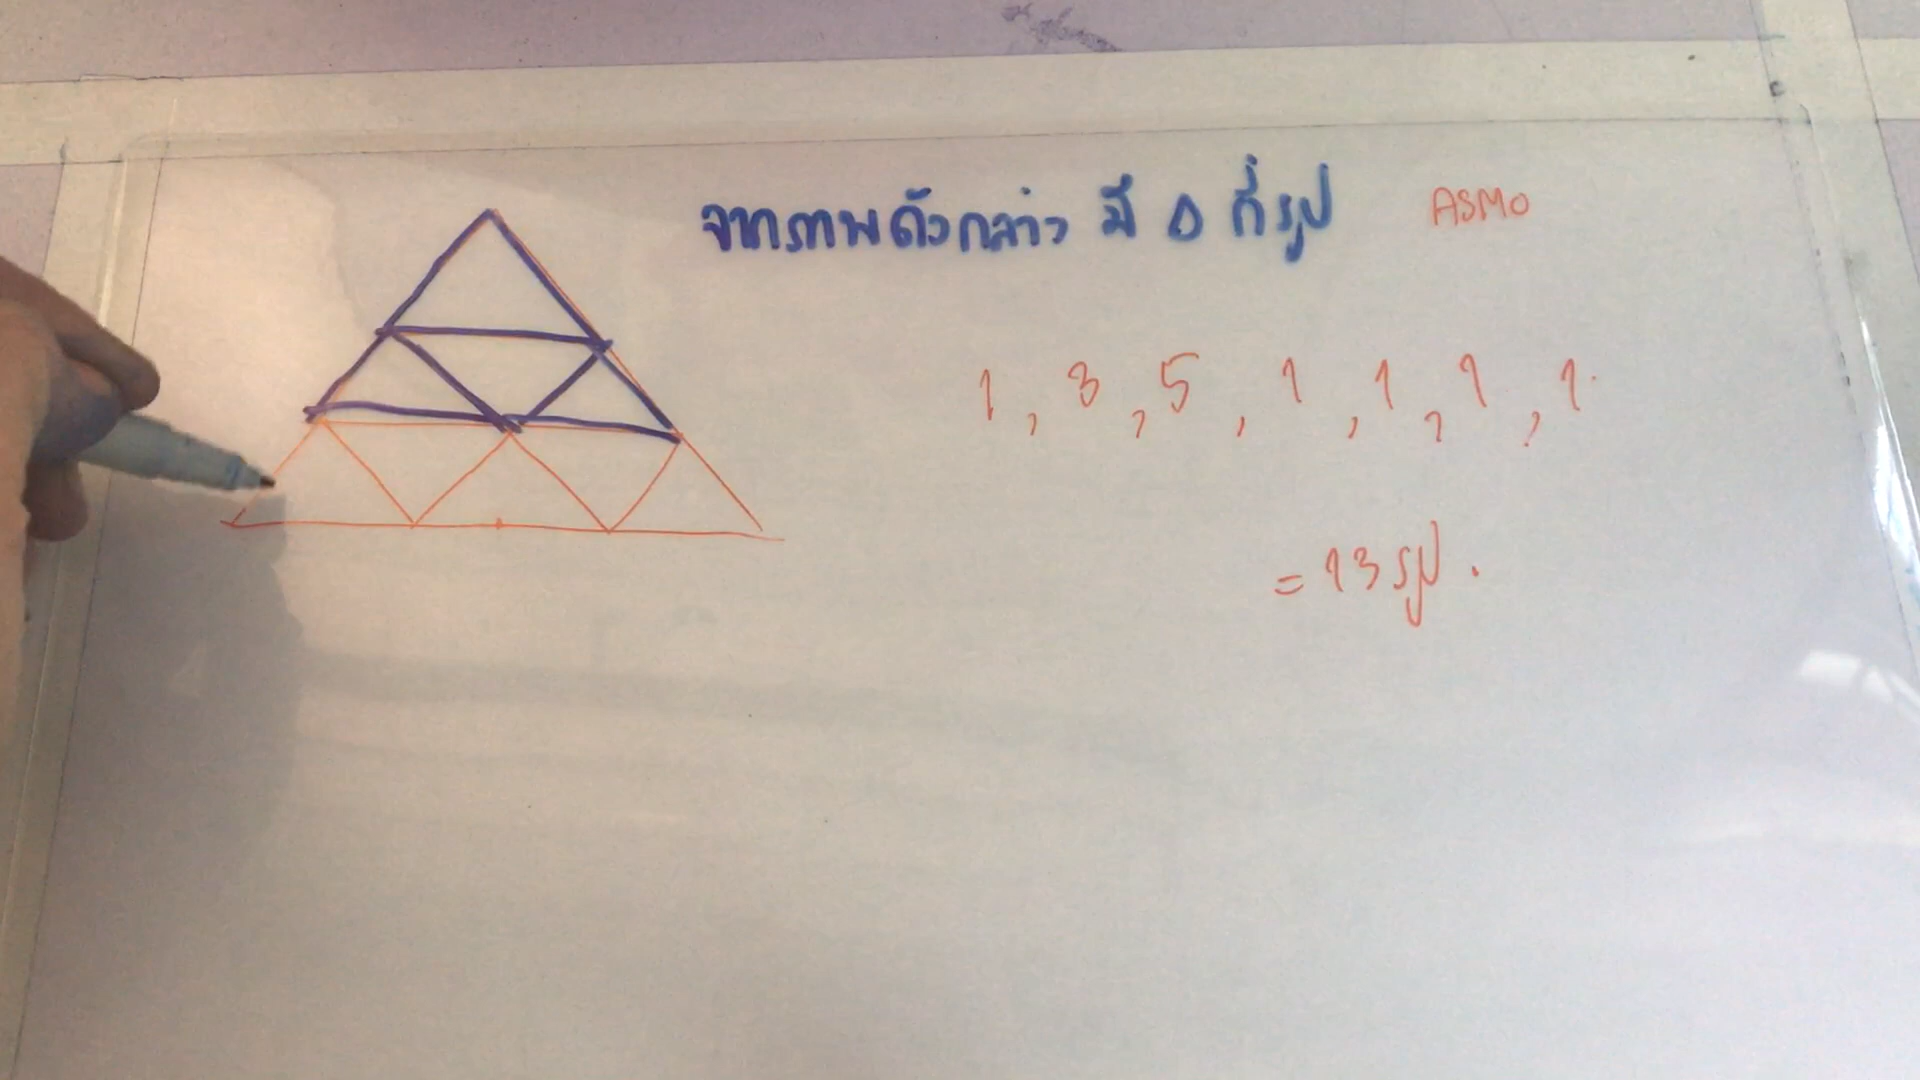 จากภาพดังกล่าว มี Δ กี่รูป ASMO
1 , 3 , 5 , 1 , 1 , 1 , 1
= 13 รูป .